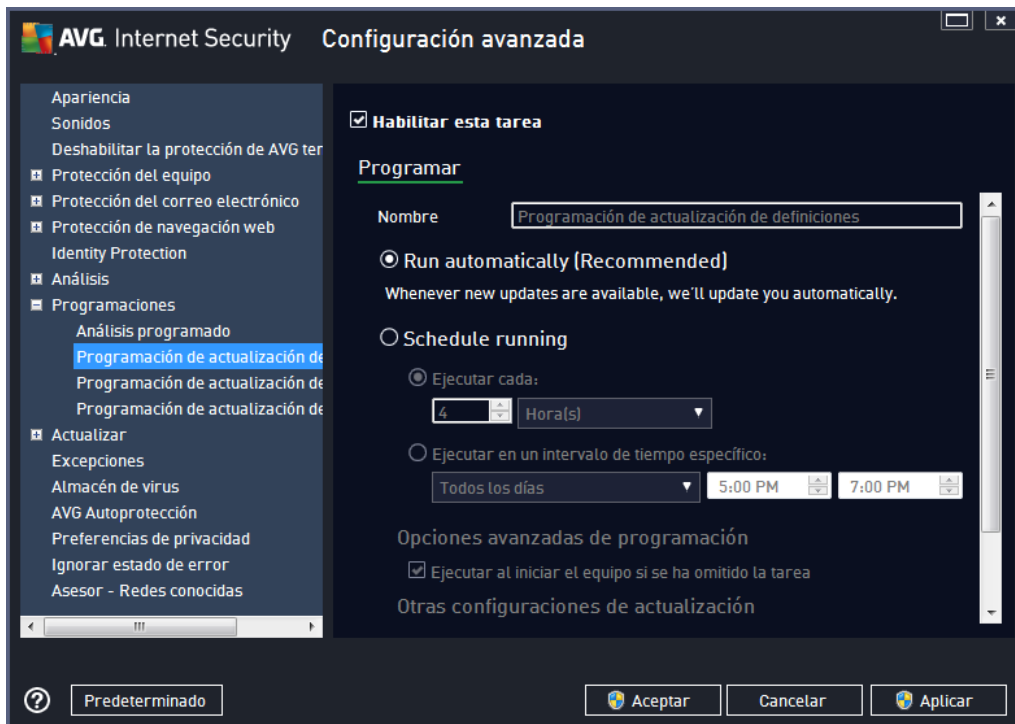 AVG. Internet Security Configuración avanzada
Apariencia
Sonidos
Deshabilitar la protección de AVG ter
Protección del equipo
Protección del correo electrónico
Protección de navegación web
Identity Protection
Análisis
Programaciones
Análisis programado
Programación de actualización de
Programación de actualización de
Programación de actualización de
Actualizar
Excepciones
Almacén de virus
AVG Autoprotección
Preferencias de privacidad
Ignorar estado de error
Asesor - Redes conocidas
Habilitar esta tarea
Programar
Nombre Programación de actualización de definiciones
Run automatically (Recommended)
Whenever new updates are available, we'll update you automatically.
Schedule running
Ejecutar cada:
4 Hora(s)
Ejecutar en un intervalo de tiempo específico:
Todos los días 5:00 PM 7:00 PM
Opciones avanzadas de programación
Ejecutar al iniciar el equipo si se ha omitido la tarea
Otras configuraciones de actualización
? Predeterminado Aceptar Cancelar Aplicar